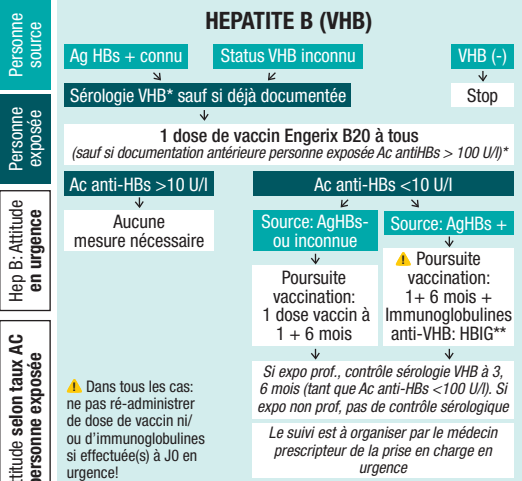 HEPATITE B (VHB)
Personne
source
Ag HBs + connu
Status VHB inconnu
VHB (-)
Sérologie VHB* sauf si déjà documentée
Stop
Personne
exposée
1 dose de vaccin Engerix B20 à tous
(sauf si documentation antérieure personne exposée Ac antiHBs > 100 U/l)*
Hep B: Attitude
en urgence
Ac anti-HBs >10 U/l
Aucune
mesure nécessaire
Ac anti-HBs <10 U/l
Source: AgHBs-
ou inconnue
Poursuite
vaccination:
1 dose vaccin à
1 + 6 mois
Source: AgHBs +
Poursuite
vaccination:
1+ 6 mois +
Immunoglobulines
anti-VHB: HBIG**
selon taux AC
personne exposée
Dans tous les cas:
ne pas ré-administrer
de dose de vaccin ni/
ou d'immunoglobulines
si effectuée(s) à J0 en
urgence!
Si expo prof., contrôle sérologie VHB à 3,
6 mois (tant que Ac anti-HBs <100 U/l). Si
expo non prof, pas de contrôle sérologique
Le suivi est à organiser par le médecin
prescripteur de la prise en charge en
urgence